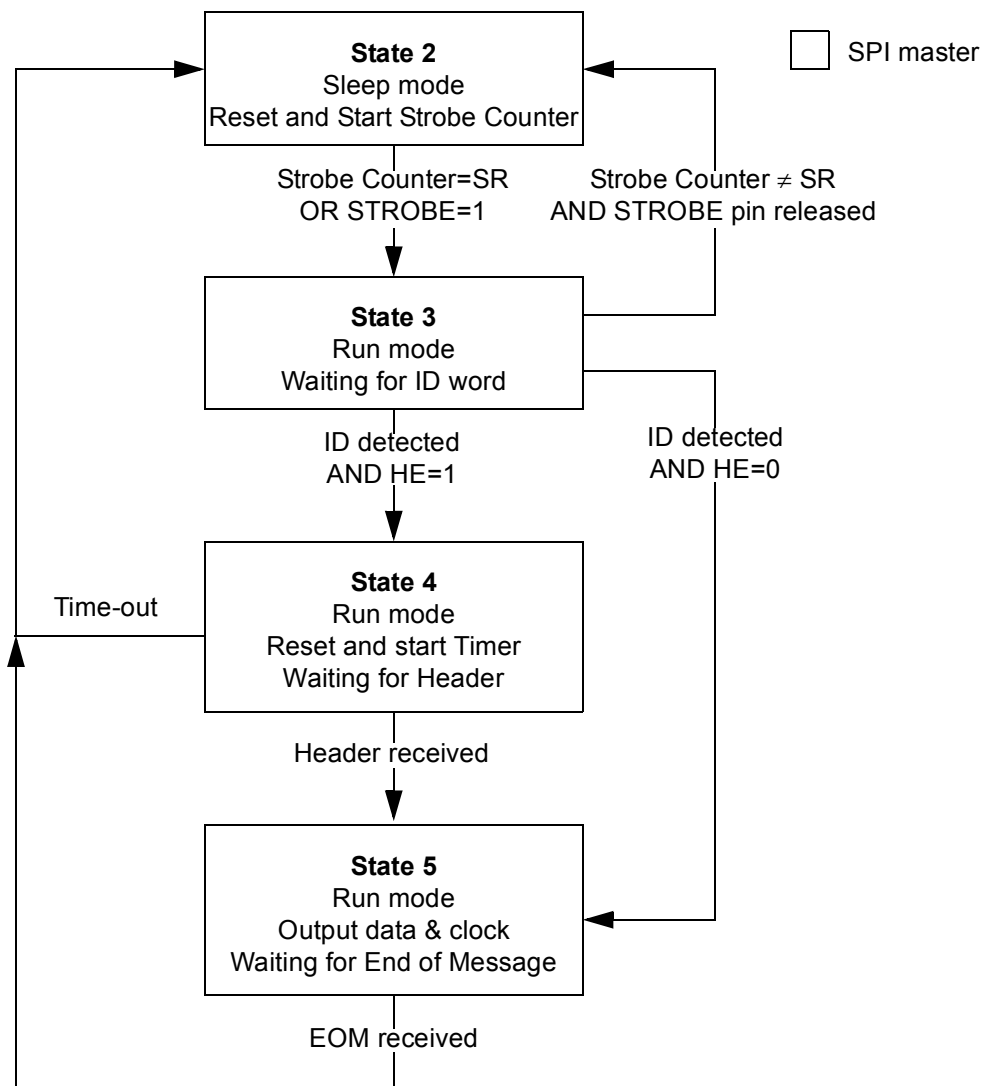 State 2
Sleep mode
Reset and Start Strobe Counter
SPI master
Strobe Counter=SR
OR STROBE=1
Strobe Counter ≠ SR
AND STROBE pin released
State 3
Run mode
Waiting for ID word
ID detected
AND HE=1
ID detected
AND HE=0
State 4
Run mode
Reset and start Timer
Waiting for Header
Time-out
Header received
State 5
Run mode
Output data & clock
Waiting for End of Message
EOM received